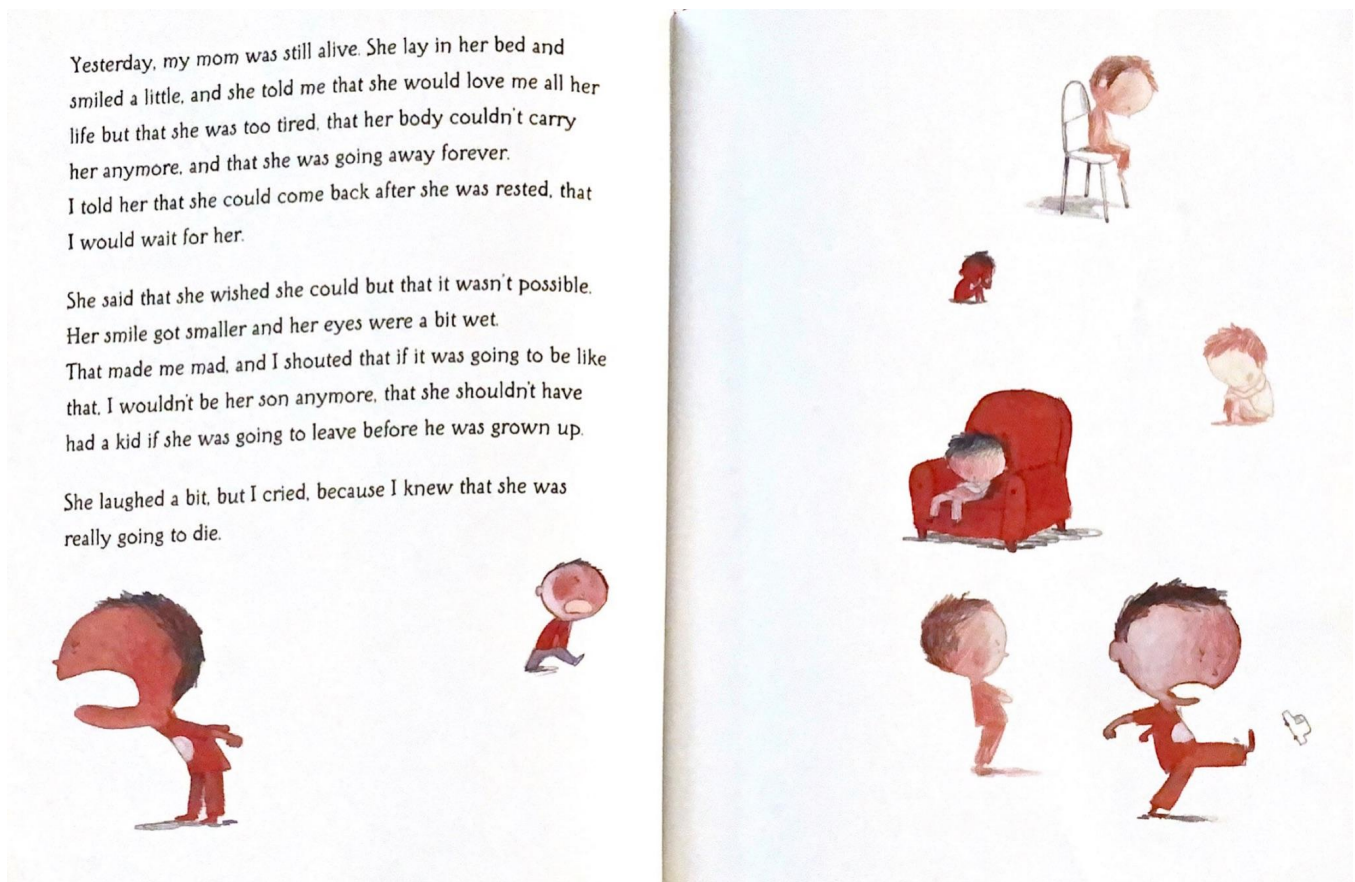 Yesterday, my mom was still alive. She lay in her bed and
smiled a little, and she told me that she would love me all her
life but that she was too tired, that her body couldn't carry
her anymore, and that she was going away forever.
I told her that she could come back after she was rested, that
I would wait for her.
She said that she wished she could but that it wasn't possible.
Her smile got smaller and her eyes were a bit wet.
That made me mad, and I shouted that if it was going to be like
that, I wouldn't be her son anymore, that she shouldn't have
had a kid if she was going to leave before he was grown up.
She laughed a bit, but I cried, because I knew that she was
really going to die.